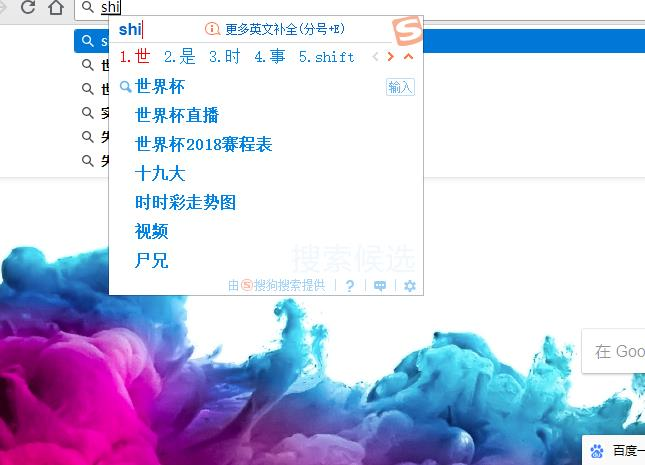 shi
shi
更多英文补全(分号+E)
1.世 2.是 3.时 4.事 5.shift
世界杯
输入
世界杯直播
世界杯2018赛程表
十九大
时时彩走势图
视频
尸兄
搜索候选
由S搜狗搜索提供 ?
在 Goo
百度一